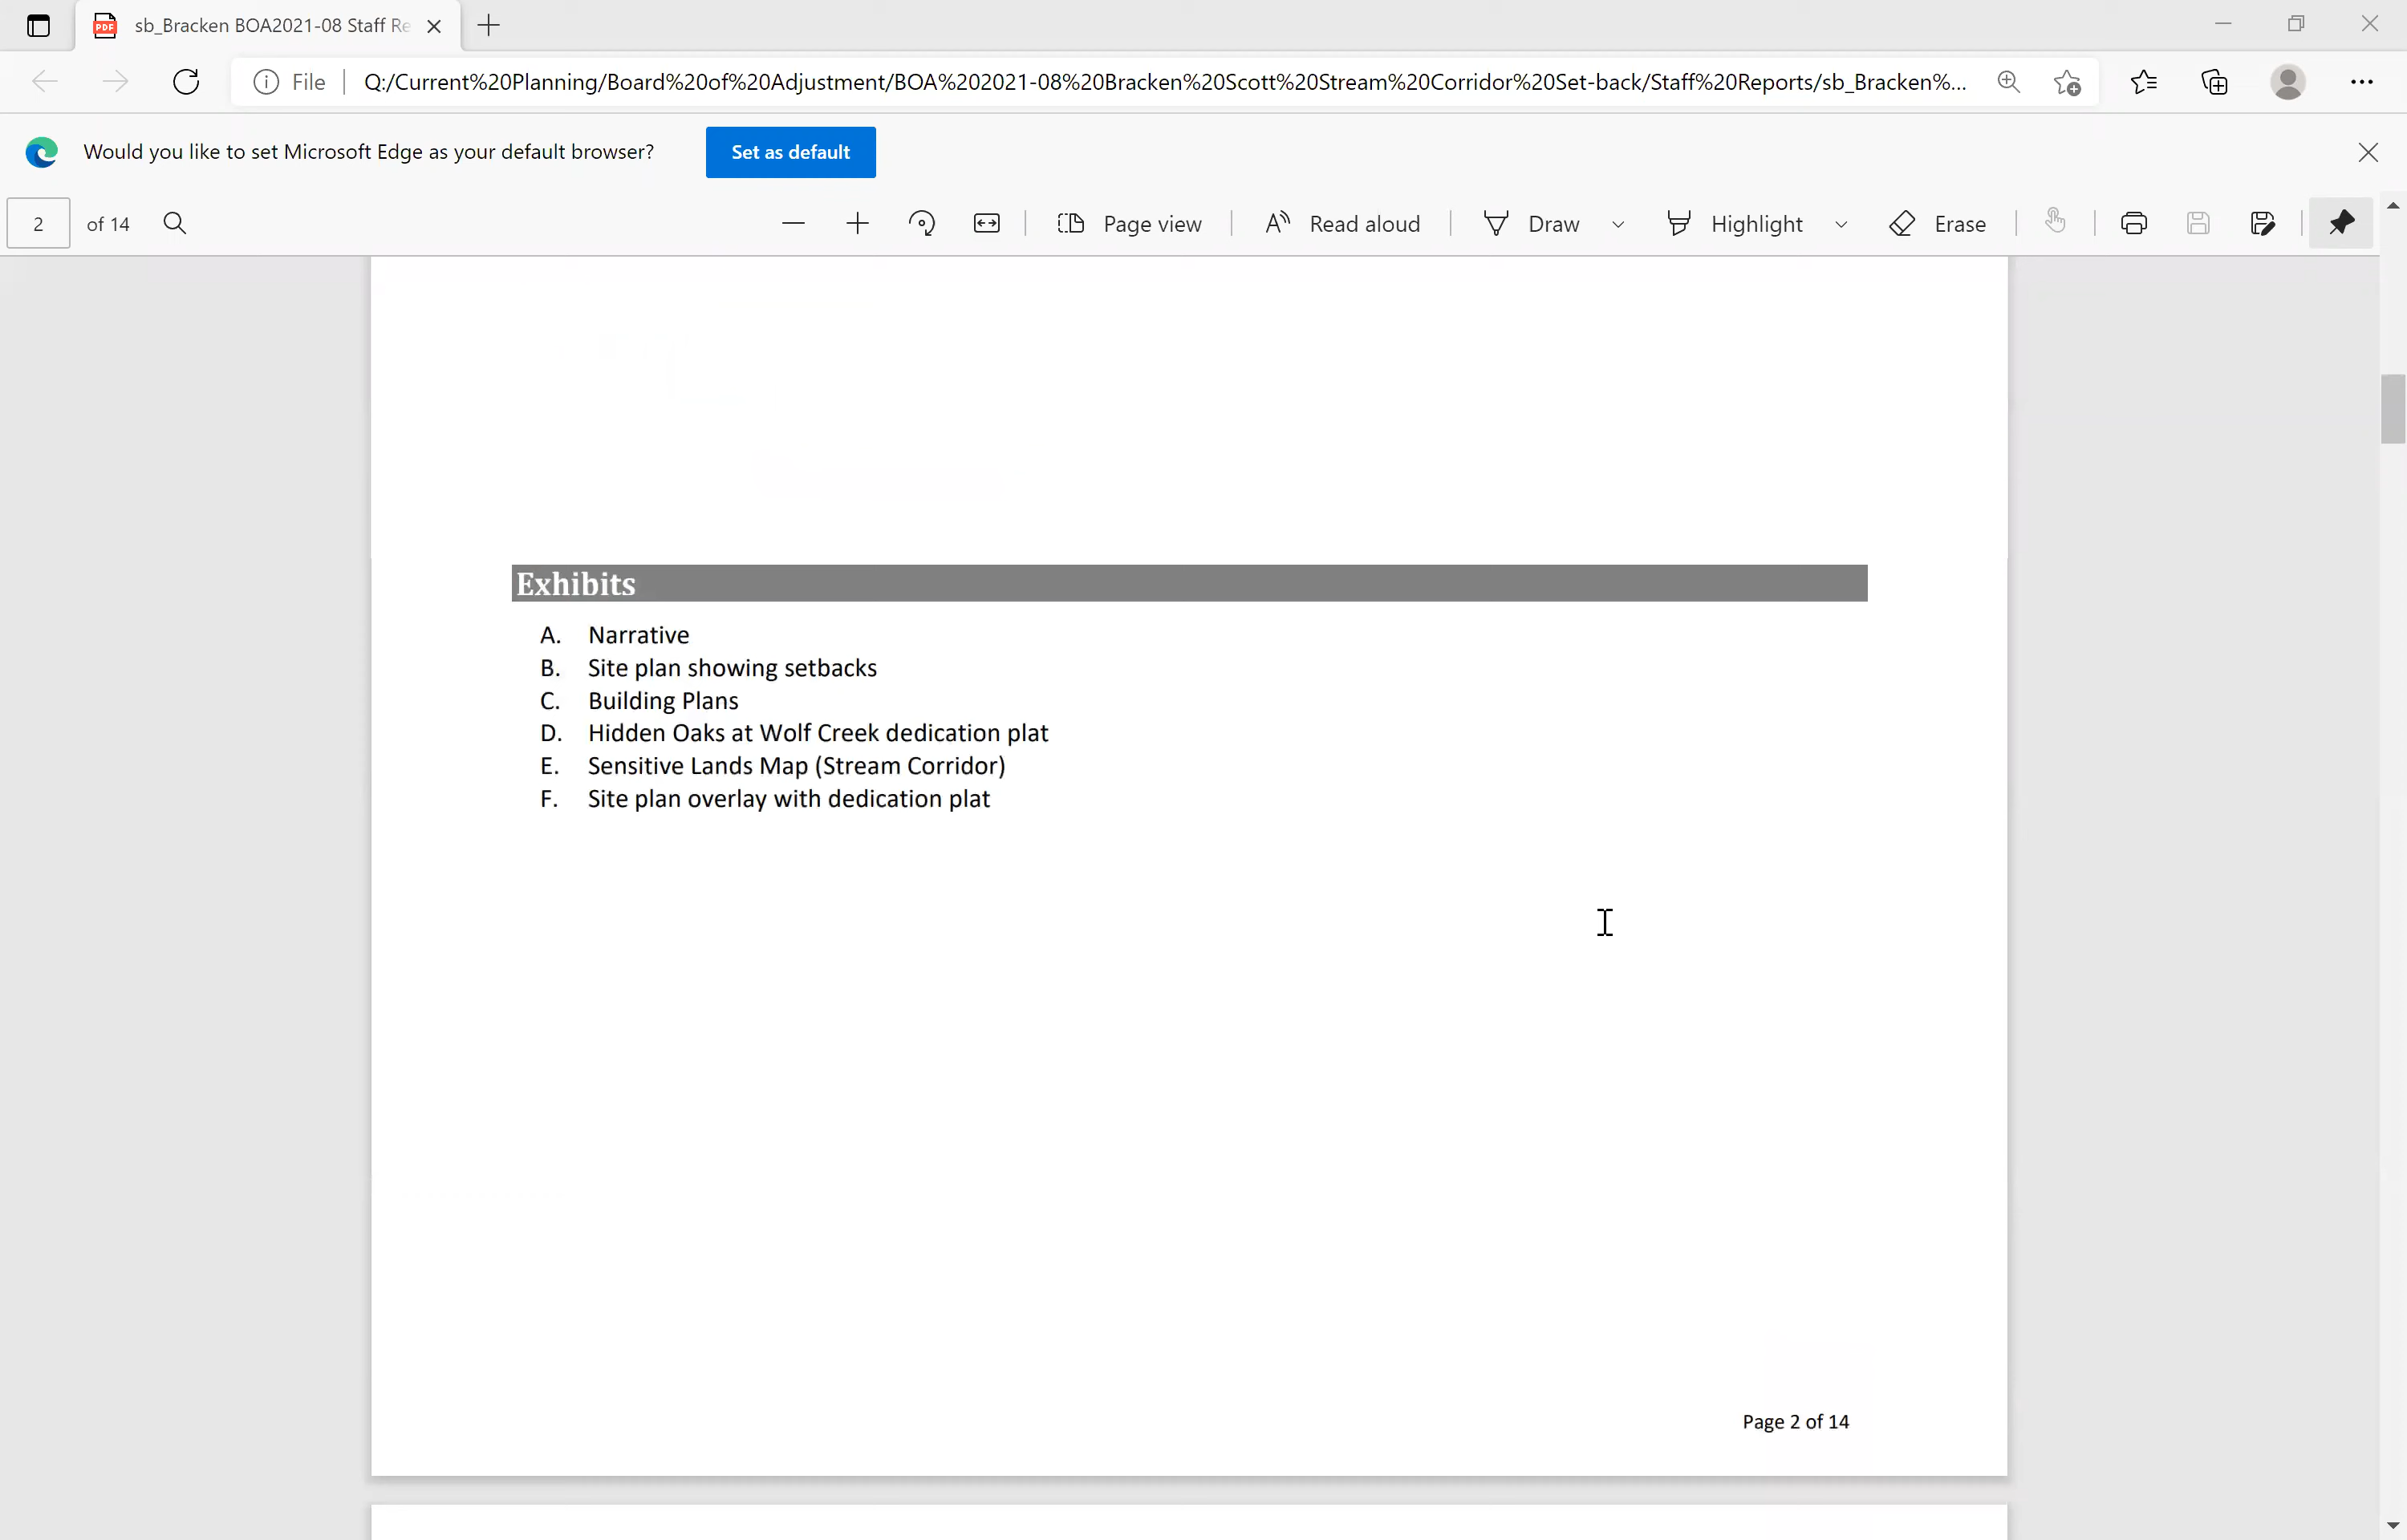 sb_Bracken BOA2021-08 Staff Re
File
Q:/Current%20Planning/Board%20of%20Adjustment/BOA%202021-08%20Bracken%20Scott%20Stream%20Corridor%20Set-back/Staff%20Reports/sb_Bracken%...
Would you like to set Microsoft Edge as your default browser?
Set as default
2 of 14
Page view
Read aloud
Draw
Highlight
Erase
Exhibits
A. Narrative
B. Site plan showing setbacks
C. Building Plans
D. Hidden Oaks at Wolf Creek dedication plat
E. Sensitive Lands Map (Stream Corridor)
F. Site plan overlay with dedication plat
Page 2 of 14